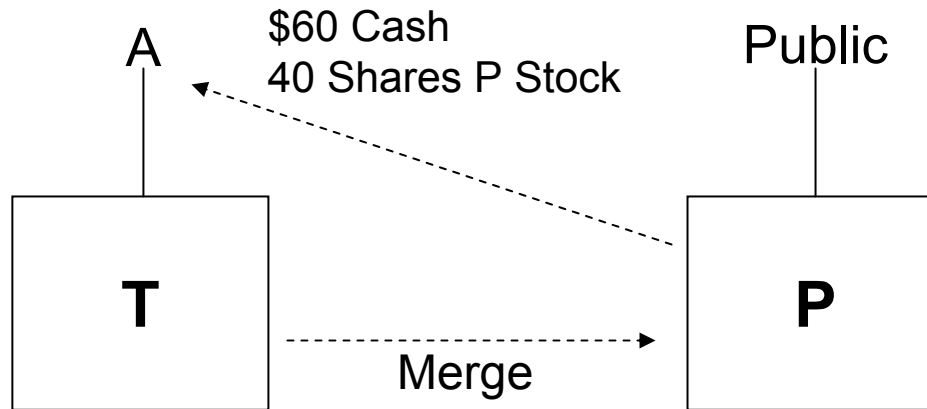 A
$60 Cash
40 Shares P Stock
Public
T
P
Merge